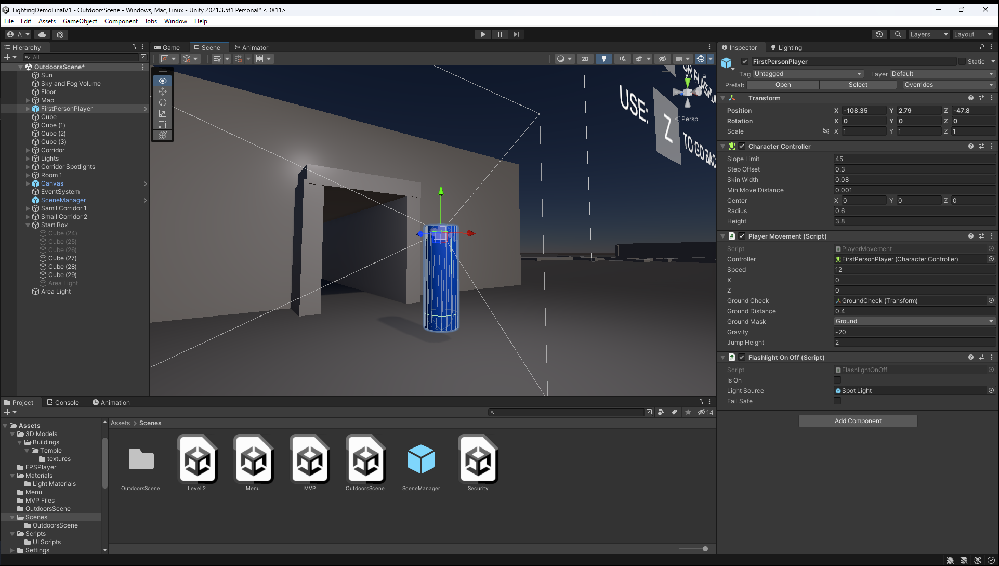 LightingDemoFinalV1 - OutdoorsScene - Windows, Mac, Linux - Unity 2021.3.5f1 Personal* <DX11>
File Edit Assets GameObject Component Jobs Window Help
A
Layers
Layout
Hierarchy
All
OutdoorsScene*
Sun
Sky and Fog Volume
Floor
Map
FirstPersonPlayer
Cube
Cube (1)
Cube (2)
Cube (3)
Corridor
Lights
Corridor Spotlights
Room 1
Canvas
EventSystem
SceneManager
Samll Corridor 1
Small Corridor 2
Start Box
Cube (24)
Cube (25)
Cube (26)
Cube (27)
Cube (28)
Cube (29)
Area Light
Area Light
Game Scene Animator
2D
USE:
Z
TO GO BAC
Persp
Inspector Lighting
FirstPersonPlayer
Static
Tag Untagged Layer Default
Prefab Open Select Overrides
Transform
Position X -108.35 Y 2.79 Z -47.8
Rotation X 0 Y 0 Z 0
Scale X 1 Y 1 Z 1
Character Controller
Slope Limit 45
Step Offset 0.3
Skin Width 0.08
Min Move Distance 0.001
Center X 0 Y 0 Z 0
Radius 0.6
Height 3.8
Player Movement (Script)
Script PlayerMovement
Controller FirstPersonPlayer (Character Controller)
Speed 12
X 0
Z 0
Ground Check GroundCheck (Transform)
Ground Distance 0.4
Ground Mask Ground
Gravity -20
Jump Height 2
Flashlight On Off (Script)
Script FlashlightOnOff
Is On
Light Source Spot Light
Fail Safe
Add Component
Project Console Animation
14
Assets
3D Models
Buildings
Temple
textures
FPSPlayer
Materials
Light Materials
Menu
MVP Files
OutdoorsScene
Scenes
OutdoorsScene
Scripts
UI Scripts
Settings
Assets > Scenes
OutdoorsScene
Level 2
Menu
MVP
OutdoorsScene
SceneManager
Security